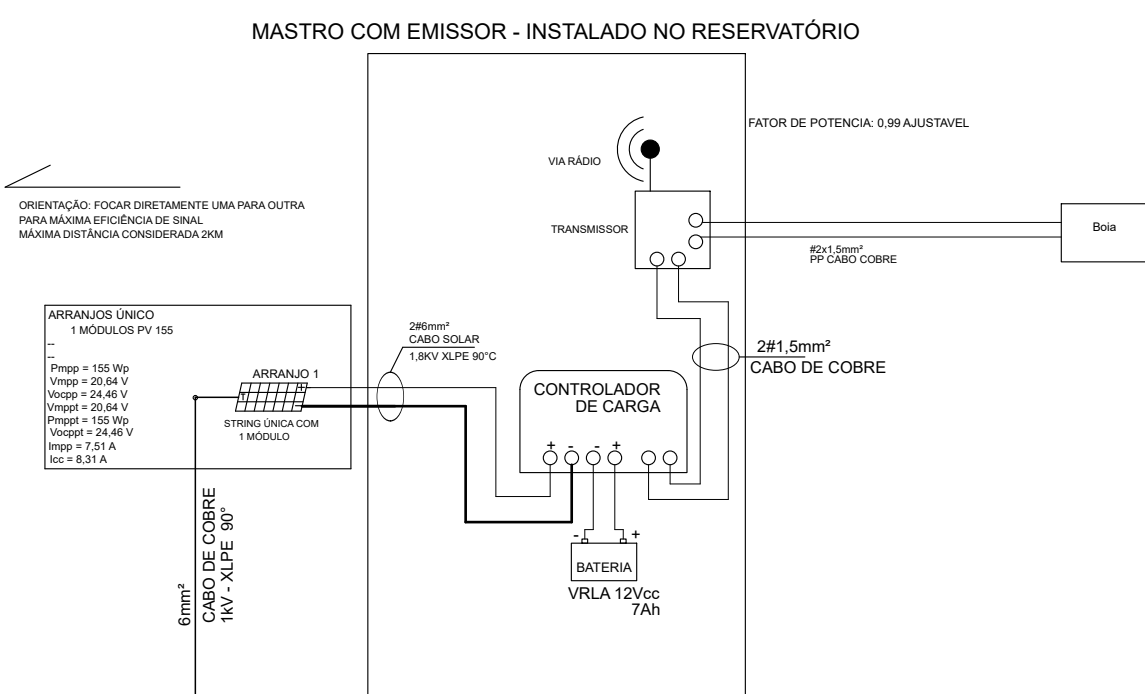 MASTRO COM EMISSOR - INSTALADO NO RESERVATÓRIO
FATOR DE POTENCIA: 0,99 AJUSTAVEL
VIA RÁDIO
ORIENTAÇÃO: FOCAR DIRETAMENTE UMA PARA OUTRA
PARA MÁXIMA EFICIÊNCIA DE SINAL
MÁXIMA DISTÂNCIA CONSIDERADA 2KM
TRANSMISSOR
Boia
#2x1,5mm²
PP CABO COBRE
ARRANJOS ÚNICO
1 MÓDULOS PV 155
--
--
Pmpp = 155 Wp
Vmpp = 20,64 V
Vocpp = 24,46 V
Vmppt = 20,64 V
Pmppt = 155 Wp
Vocppt = 24,46 V
Impp = 7,51 A
Icc = 8,31 A
ARRANJO 1
+
T
-
STRING ÚNICA COM
1 MÓDULO
2#6mm²
CABO SOLAR
1,8KV XLPE 90°C
2#1,5mm²
CABO DE COBRE
CONTROLADOR
DE CARGA
+ - - +
- +
BATERIA
VRLA 12Vcc
7Ah
6mm²
CABO DE COBRE
1kV - XLPE 90°